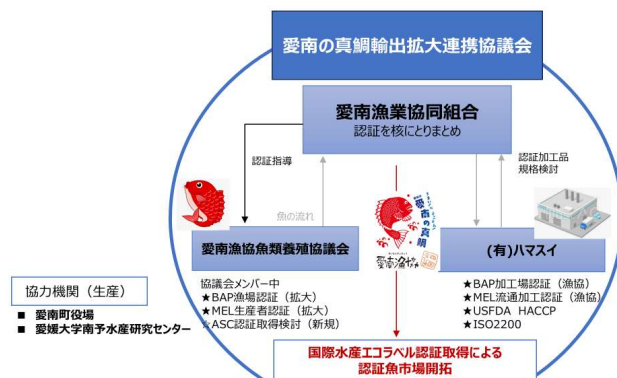 愛南の真鯛輸出拡大連携協議会
愛南漁業協同組合
認証を核にとりまとめ
認証指導
認証加工品
規格検討
魚の流れ
愛南の真鯛
愛南漁協
愛南漁協魚類養殖協議会
(有)ハマスイ
協議会メンバー中
★BAP漁場認証（拡大）
★MEL生産者認証（拡大）
☆ASC認証取得検討（新規）
★BAP加工場認証（漁協）
★MEL流通加工認証（漁協）
★USFDA HACCP
★ISO2200
協力機関（生産）
■ 愛南町役場
■ 愛媛大学南予水産研究センター
国際水産エコラベル認証取得による
認証魚市場開拓